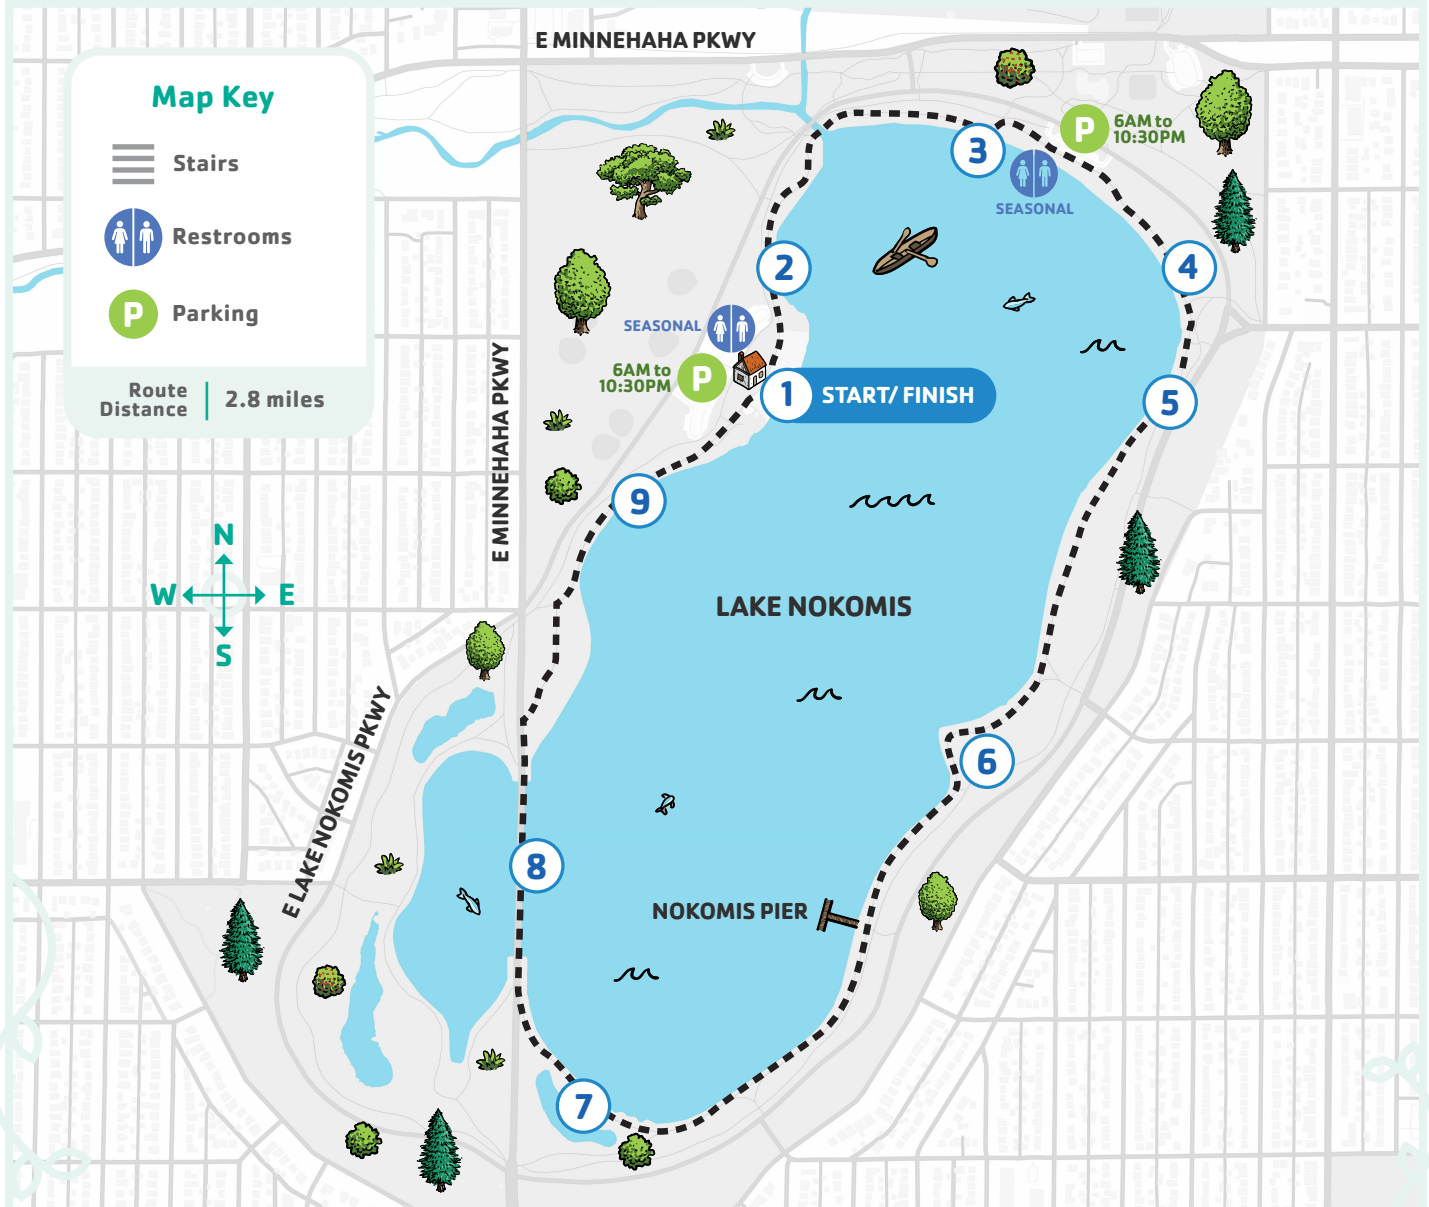 E MINNEHAHA PKWY
Map Key
Stairs
Restrooms
P
Parking
Route
Distance
2.8 miles
P
6AM to
10:30PM
3
SEASONAL
2
4
SEASONAL
6AM to
10:30PM
P
1
START/ FINISH
5
E MINNEHAHA PKWY
9
N
W
E
S
LAKE NOKOMIS
E LAKE NOKOMIS PKWY
6
8
NOKOMIS PIER
7